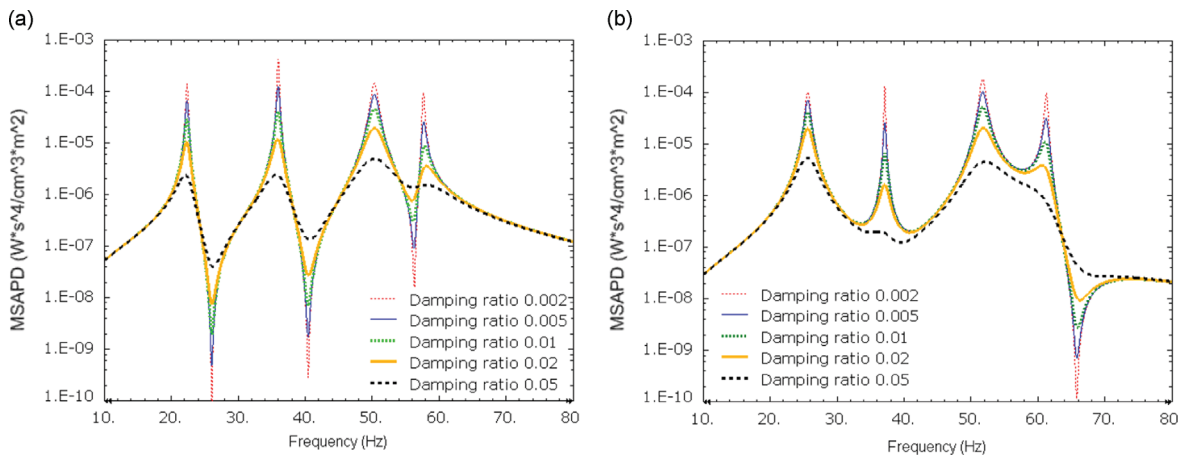 (a)
MSAPD (W*s^4/cm^3*m^2)
1.E-03
1.E-04
1.E-05
1.E-06
1.E-07
1.E-08
1.E-09
1.E-10
Damping ratio 0.002
Damping ratio 0.005
Damping ratio 0.01
Damping ratio 0.02
Damping ratio 0.05
10. 20. 30. 40. 50. 60. 70. 80.
Frequency (Hz)
(b)
MSAPD (W*s^4/cm^3*m^2)
1.E-03
1.E-04
1.E-05
1.E-06
1.E-07
1.E-08
1.E-09
1.E-10
Damping ratio 0.002
Damping ratio 0.005
Damping ratio 0.01
Damping ratio 0.02
Damping ratio 0.05
10. 20. 30. 40. 50. 60. 70. 80
Frequency (Hz)